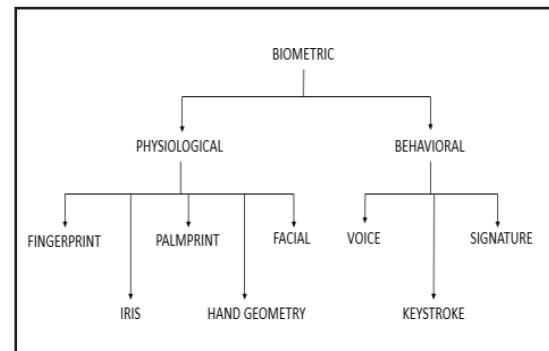 BIOMETRIC
PHYSIOLOGICAL
BEHAVIORAL
FINGERPRINT
PALMPRINT
FACIAL
VOICE
SIGNATURE
IRIS
HAND GEOMETRY
KEYSTROKE